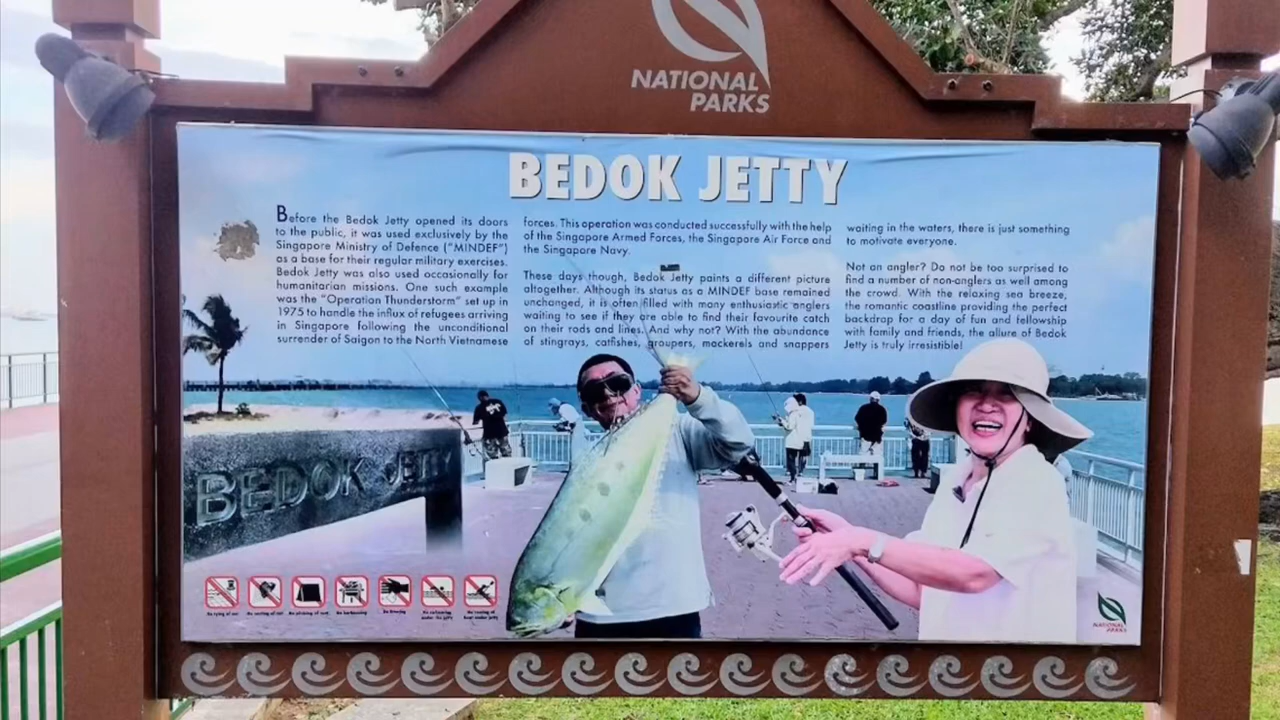 NATIONAL
PARKS
BEDOK JETTY
Before the Bedok Jetty opened its doors
to the public, it was used exclusively by the
Singapore Ministry of Defence ("MINDEF")
as a base for their regular military exercises.
Bedok Jetty was also used occasionally for
humanitarian missions. One such example
was the "Operation Thunderstorm" set up in
1975 to handle the influx of refugees arriving
in Singapore following the unconditional
surrender of Saigon to the North Vietnamese
forces. This operation was conducted successfully with the help
of the Singapore Armed Forces, the Singapore Air Force and
the Singapore Navy.
These days though, Bedok Jetty paints a different picture
altogether. Although its status as a MINDEF base remained
unchanged, it is often filled with many enthusiastic anglers
waiting to see if they are able to find their favourite catch
on their rods and lines. And why not? With the abundance
of stingrays, catfishes, groupers, mackerels and snappers
waiting in the waters, there is just something
to motivate everyone.
Not an angler? Do not be too surprised to
find a number of non-anglers as well among
the crowd. With the relaxing sea breeze,
the romantic coastline providing the perfect
backdrop for a day of fun and fellowship
with family and friends, the allure of Bedok
Jetty is truly irresistible!
BEDOK JETTY
NATIONAL
PARKS